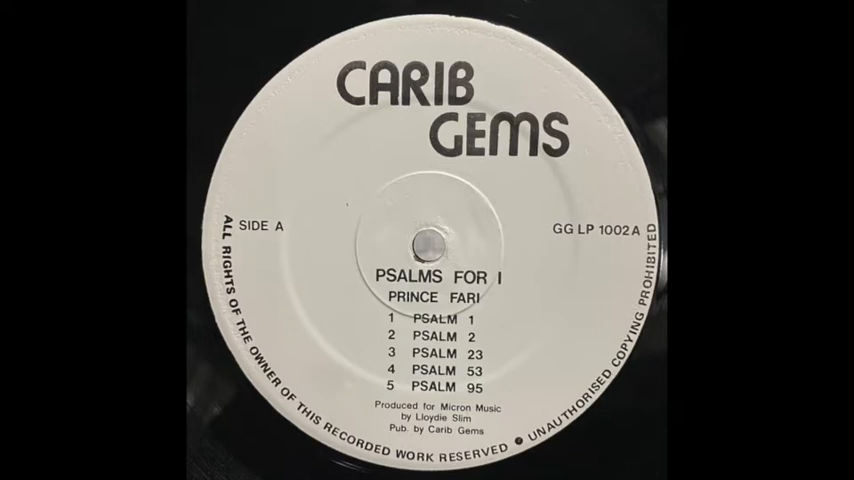 CARIB
GEMS
SIDE A
GG LP 1002 A
PSALMS FOR I
PRINCE FARI
1 PSALM 1
2 PSALM 2
3 PSALM 23
4 PSALM 53
5 PSALM 95
Produced for Micron Music
by Lloydie Slim
Pub. by Carib Gems
ALL RIGHTS OF THE OWNER OF THIS RECORDED WORK RESERVED ● UNAUTHORISED COPYING PROHIBITED